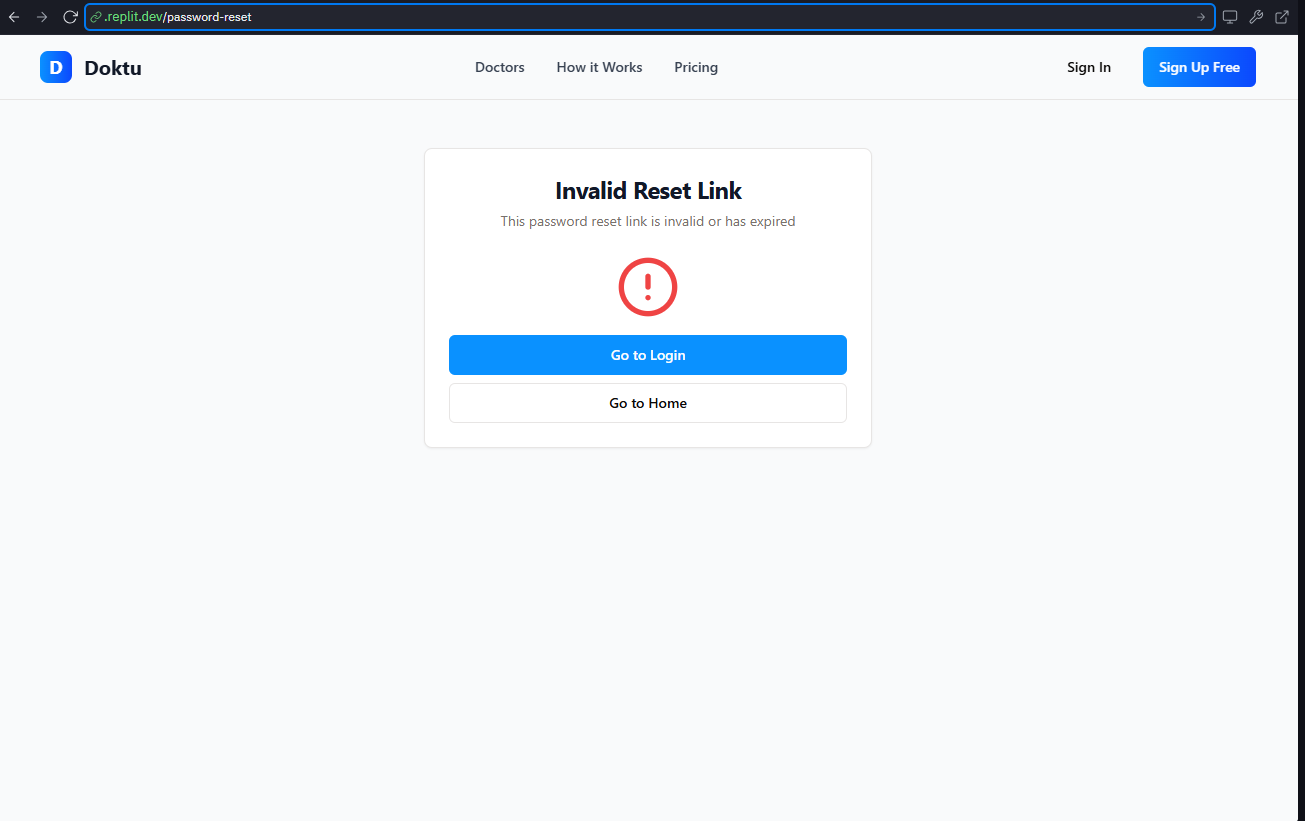 .replit.dev/password-reset
D Doktu
Doctors How it Works Pricing
Sign In Sign Up Free
Invalid Reset Link
This password reset link is invalid or has expired
Go to Login
Go to Home